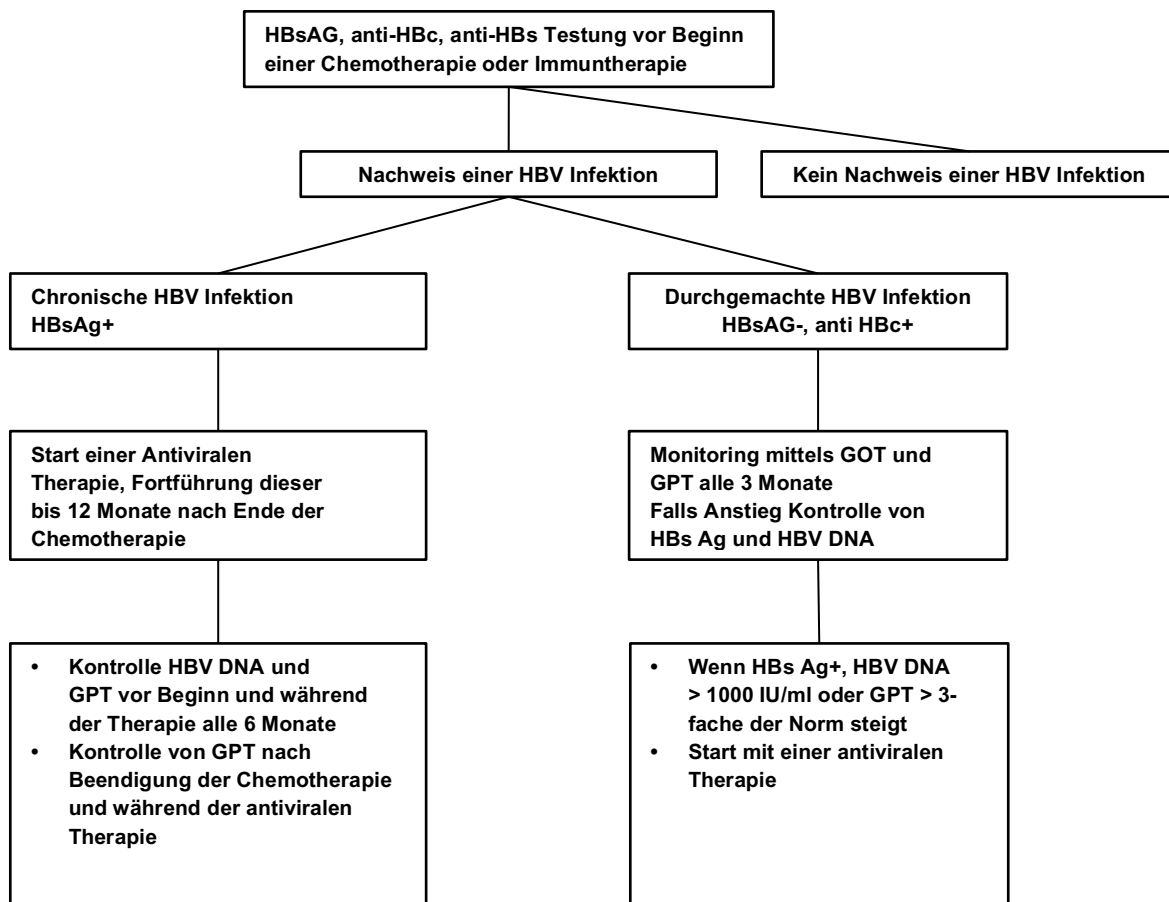 HBsAG, anti-HBc, anti-HBs Testung vor Beginn
einer Chemotherapie oder Immuntherapie
Nachweis einer HBV Infektion
Kein Nachweis einer HBV Infektion
Chronische HBV Infektion
HBsAg+
Durchgemachte HBV Infektion
HBsAG-, anti HBc+
Start einer Antiviralen
Therapie, Fortführung dieser
bis 12 Monate nach Ende der
Chemotherapie
Monitoring mittels GOT und
GPT alle 3 Monate
Falls Anstieg Kontrolle von
HBs Ag und HBV DNA
• Kontrolle HBV DNA und
GPT vor Beginn und während
der Therapie alle 6 Monate
• Kontrolle von GPT nach
Beendigung der Chemotherapie
und während der antiviralen
Therapie
• Wenn HBs Ag+, HBV DNA
> 1000 IU/ml oder GPT > 3-
fache der Norm steigt
• Start mit einer antiviralen
Therapie